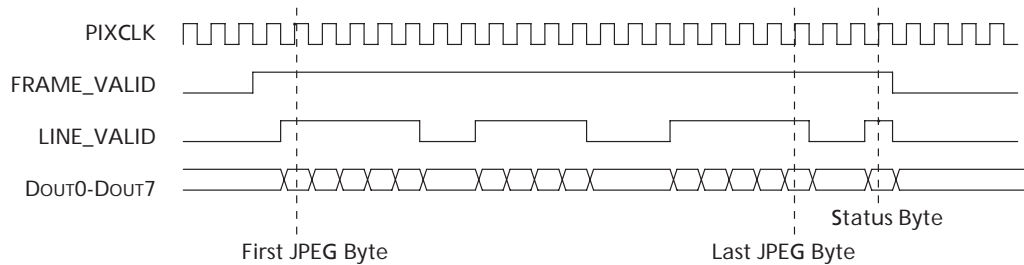 PIXCLK
FRAME_VALID
LINE_VALID
DOUT0-DOUT7
Status Byte
First JPEG Byte
Last JPEG Byte